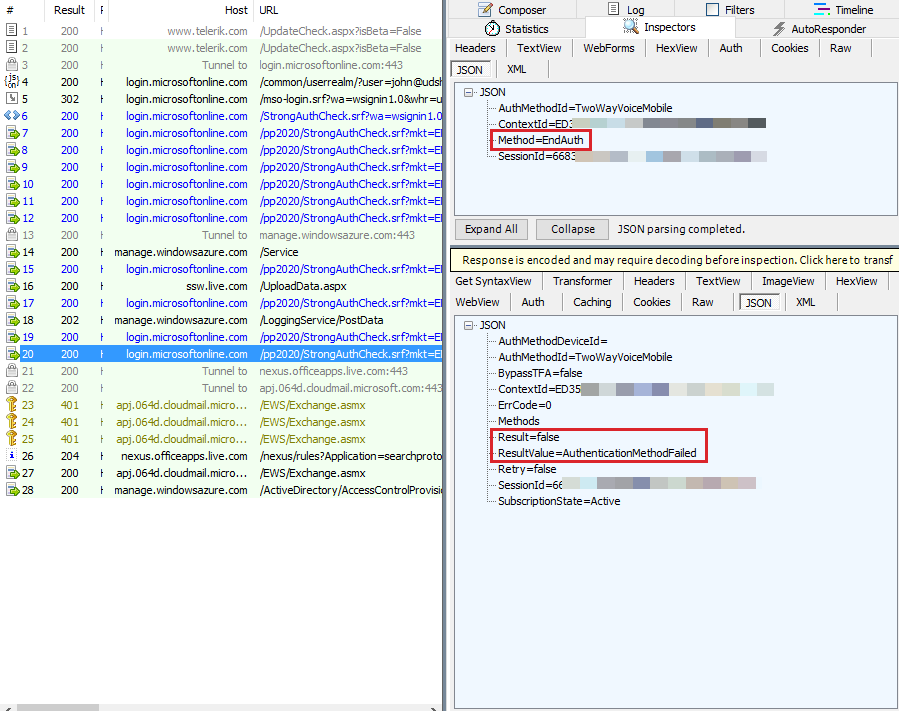 # Result Host URL
1 200 www.telerik.com /UpdateCheck.aspx?isBeta=False
2 200 www.telerik.com /UpdateCheck.aspx?isBeta=False
3 200 Tunnel to login.microsoftonline.com:443
4 200 login.microsoftonline.com /common/userrealm/?user=john@udsh
5 302 login.microsoftonline.com /mso-login.srf?wa=wsignin1.0&whr=u
6 200 login.microsoftonline.com /StrongAuthCheck.srf?wa=wsignin1.0
7 200 login.microsoftonline.com /pp2020/StrongAuthCheck.srf?mkt=E
8 200 login.microsoftonline.com /pp2020/StrongAuthCheck.srf?mkt=E
9 200 login.microsoftonline.com /pp2020/StrongAuthCheck.srf?mkt=E
10 200 login.microsoftonline.com /pp2020/StrongAuthCheck.srf?mkt=E
11 200 login.microsoftonline.com /pp2020/StrongAuthCheck.srf?mkt=E
12 200 login.microsoftonline.com /pp2020/StrongAuthCheck.srf?mkt=E
13 200 Tunnel to manage.windowsazure.com:443
14 200 manage.windowsazure.com /Service
15 200 login.microsoftonline.com /pp2020/StrongAuthCheck.srf?mkt=E
16 200 ssw.live.com /UploadData.aspx
17 200 login.microsoftonline.com /pp2020/StrongAuthCheck.srf?mkt=E
18 202 manage.windowsazure.com /LoggingService/PostData
19 200 login.microsoftonline.com /pp2020/StrongAuthCheck.srf?mkt=E
20 200 login.microsoftonline.com /pp2020/StrongAuthCheck.srf?mkt=E
21 200 Tunnel to nexus.officeapps.live.com:443
22 200 Tunnel to apj.064d.cloudmail.microsoft.com:443
23 401 apj.064d.cloudmail.micro... /EWS/Exchange.asmx
24 401 apj.064d.cloudmail.micro... /EWS/Exchange.asmx
25 401 apj.064d.cloudmail.micro... /EWS/Exchange.asmx
26 204 nexus.officeapps.live.com /nexus/rules?Application=searchproto
27 200 apj.064d.cloudmail.micro... /EWS/Exchange.asmx
28 200 manage.windowsazure.com /ActiveDirectory/AccessControlProvisi
Composer Log Filters Timeline
Statistics Inspectors AutoResponder
Headers TextView WebForms HexView Auth Cookies Raw
JSON XML
JSON
AuthMethodId=TwoWayVoiceMobile
ContextId=ED3
Method=EndAuth
SessionId=6683
Expand All Collapse JSON parsing completed.
Response is encoded and may require decoding before inspection. Click here to transf
Get SyntaxView Transformer Headers TextView ImageView HexView
WebView Auth Caching Cookies Raw JSON XML
JSON
AuthMethodDeviceId=
AuthMethodId=TwoWayVoiceMobile
BypassTFA=false
ContextId=ED35
ErrCode=0
Methods
Result=false
ResultValue=AuthenticationMethodFailed
Retry=false
SessionId=66
SubscriptionState=Active